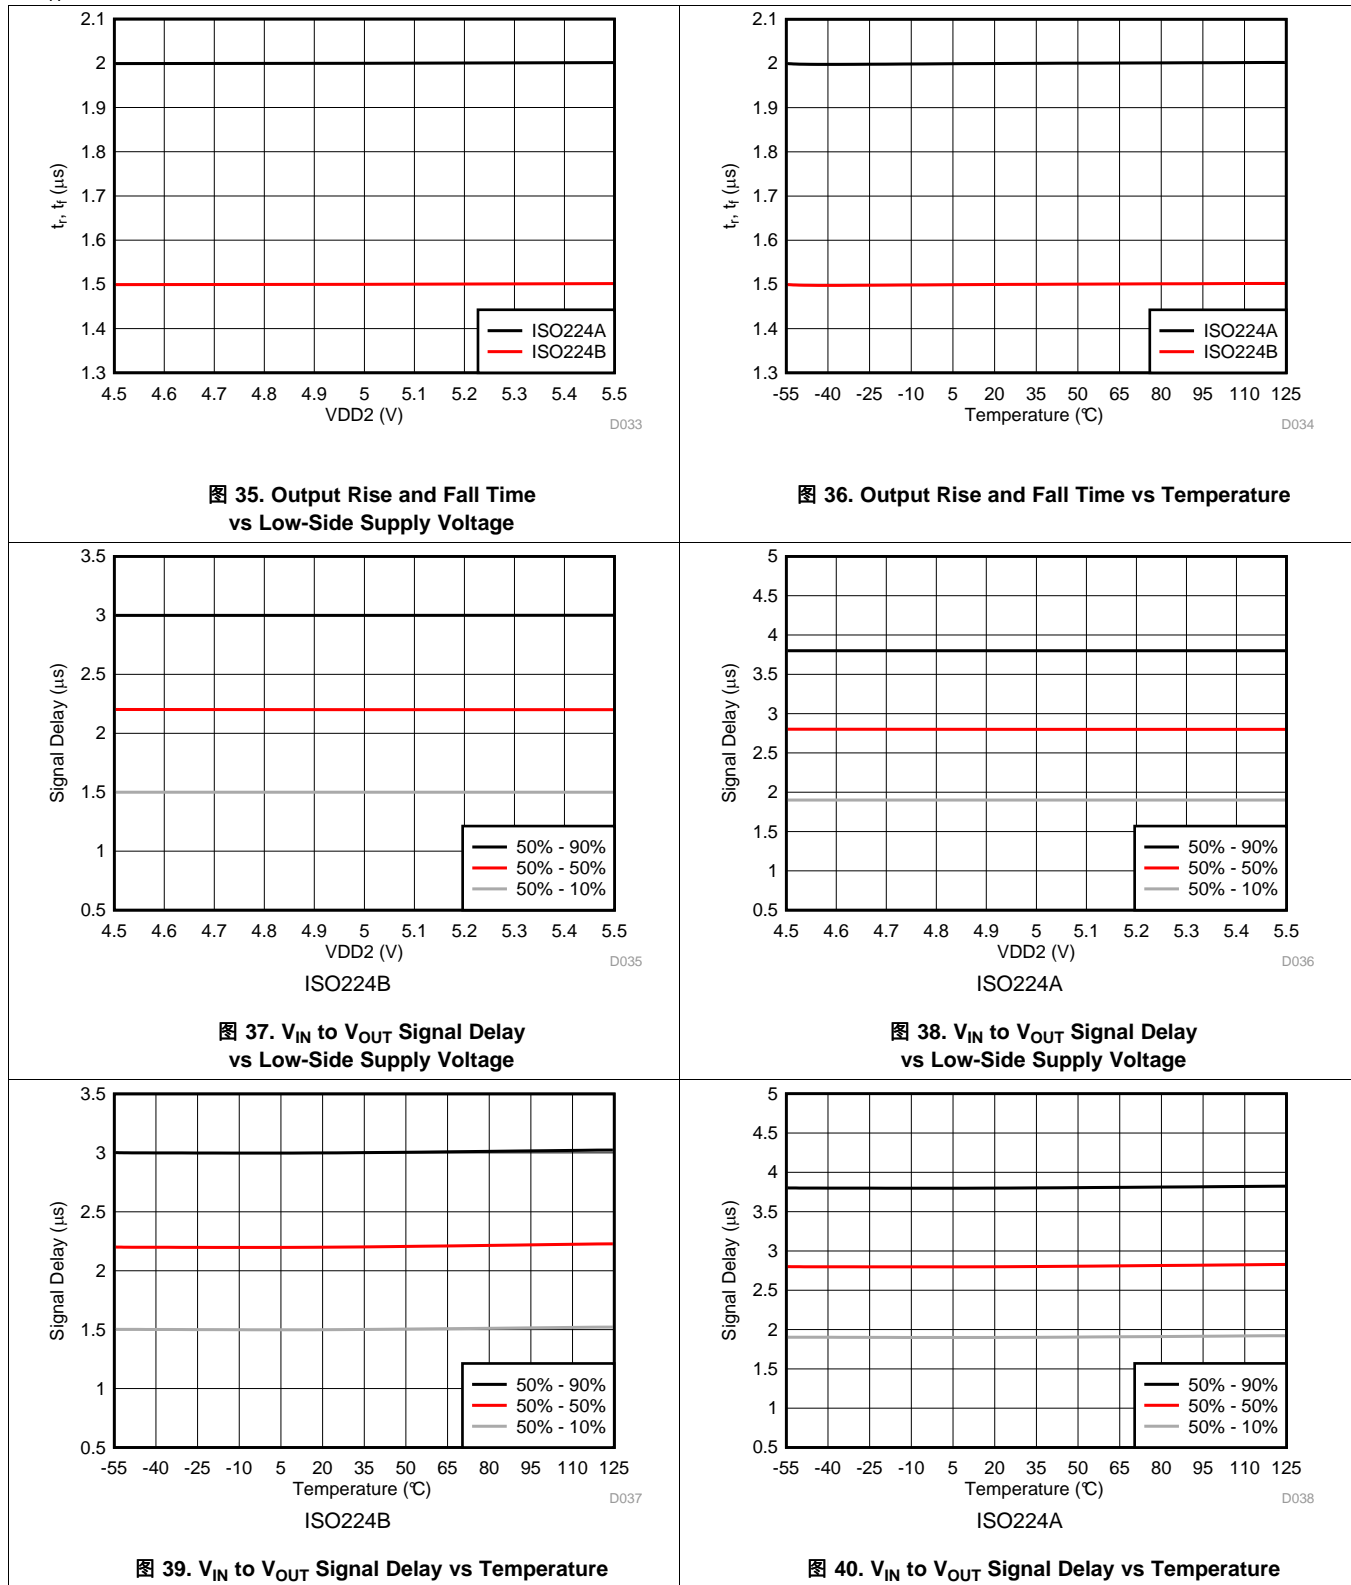 2.1
2
1.9
1.8
1.7
1.6
1.5
1.4
1.3
tr, tf (μs)
ISO224A
ISO224B
4.5 4.6 4.7 4.8 4.9 5 5.1 5.2 5.3 5.4 5.5
VDD2 (V)
D033
图 35. Output Rise and Fall Time
vs Low-Side Supply Voltage
2.1
2
1.9
1.8
1.7
1.6
1.5
1.4
1.3
tr, tf (μs)
ISO224A
ISO224B
-55 -40 -25 -10 5 20 35 50 65 80 95 110 125
Temperature (°C)
D034
图 36. Output Rise and Fall Time vs Temperature
3.5
3
2.5
2
1.5
1
0.5
Signal Delay (μs)
50% - 90%
50% - 50%
50% - 10%
4.5 4.6 4.7 4.8 4.9 5 5.1 5.2 5.3 5.4 5.5
VDD2 (V)
D035
ISO224B
图 37. VIN to VOUT Signal Delay
vs Low-Side Supply Voltage
5
4.5
4
3.5
3
2.5
2
1.5
1
0.5
Signal Delay (μs)
50% - 90%
50% - 50%
50% - 10%
4.5 4.6 4.7 4.8 4.9 5 5.1 5.2 5.3 5.4 5.5
VDD2 (V)
D036
ISO224A
图 38. VIN to VOUT Signal Delay
vs Low-Side Supply Voltage
3.5
3
2.5
2
1.5
1
0.5
Signal Delay (μs)
50% - 90%
50% - 50%
50% - 10%
-55 -40 -25 -10 5 20 35 50 65 80 95 110 125
Temperature (°C)
D037
ISO224B
图 39. VIN to VOUT Signal Delay vs Temperature
5
4.5
4
3.5
3
2.5
2
1.5
1
0.5
Signal Delay (μs)
50% - 90%
50% - 50%
50% - 10%
-55 -40 -25 -10 5 20 35 50 65 80 95 110 125
Temperature (°C)
D038
ISO224A
图 40. VIN to VOUT Signal Delay vs Temperature